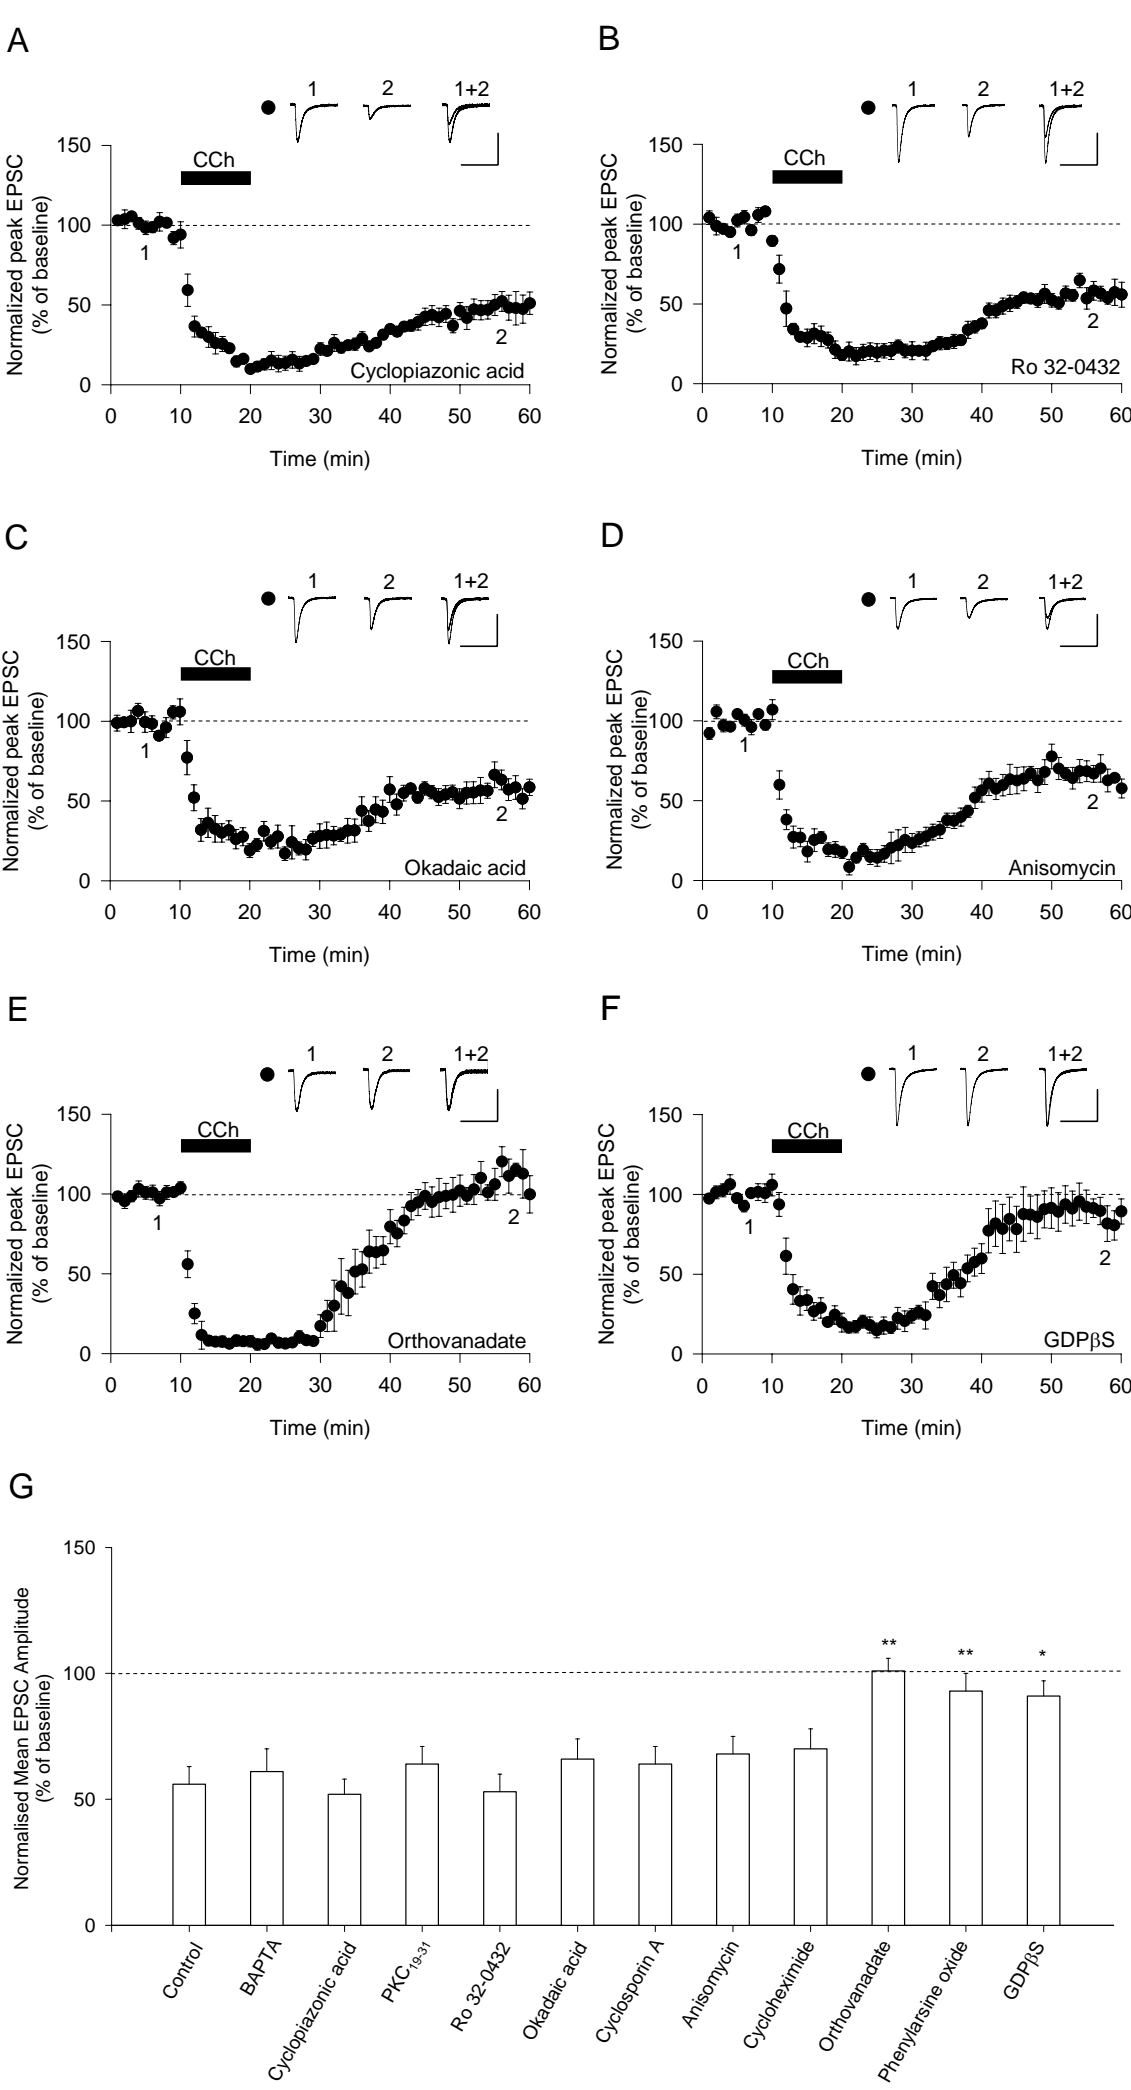 A
B
1 2 1+2
1 2 1+2
150
CCh
100
1
50
2
0
Cyclopiazonic acid
0 10 20 30 40 50 60
Time (min)
Normalized peak EPSC
(% of baseline)
150
CCh
100
1
50
2
0
Ro 32-0432
0 10 20 30 40 50 60
Time (min)
Normalized peak EPSC
(% of baseline)
C
D
1 2 1+2
1 2 1+2
150
CCh
100
1
50
2
0
Okadaic acid
0 10 20 30 40 50 60
Time (min)
Normalized peak EPSC
(% of baseline)
150
CCh
100
1
50
2
0
Anisomycin
0 10 20 30 40 50 60
Time (min)
Normalized peak EPSC
(% of baseline)
E
F
1 2 1+2
1 2 1+2
150
CCh
100
1
50
2
0
Orthovanadate
0 10 20 30 40 50 60
Time (min)
Normalized peak EPSC
(% of baseline)
150
CCh
100
1
50
2
0
GDPβS
0 10 20 30 40 50 60
Time (min)
Normalized peak EPSC
(% of baseline)
G
150
100
50
0
** ** *
Normalised Mean EPSC Amplitude
(% of baseline)
Control
BAPTA
Cyclopiazonic acid
PKC19-31
Ro 32-0432
Okadaic acid
Cyclosporin A
Anisomycin
Cycloheximide
Orthovanadate
Phenylarsine oxide
GDPβS